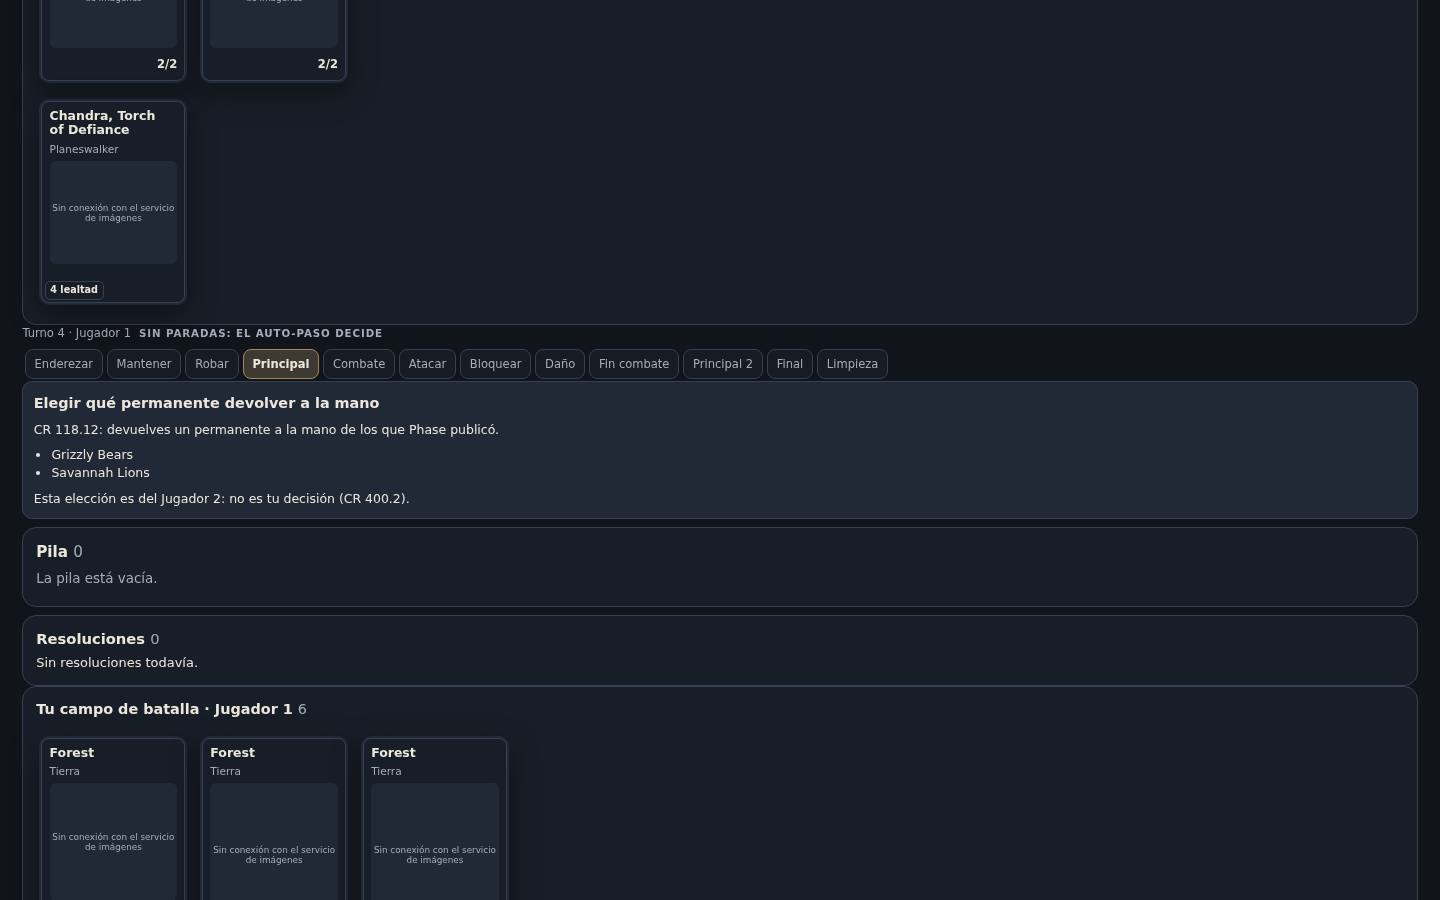 2/2
2/2
Chandra, Torch
of Defiance
Planeswalker
Sin conexión con el servicio
de imágenes
4 lealtad
Turno 4 · Jugador 1 SIN PARADAS: EL AUTO-PASO DECIDE
Enderezar Mantener Robar Principal Combate Atacar Bloquear Daño Fin combate Principal 2 Final Limpieza
Elegir qué permanente devolver a la mano
CR 118.12: devuelves un permanente a la mano de los que Phase publicó.
• Grizzly Bears
• Savannah Lions
Esta elección es del Jugador 2: no es tu decisión (CR 400.2).
Pila 0
La pila está vacía.
Resoluciones 0
Sin resoluciones todavía.
Tu campo de batalla · Jugador 1 6
Forest Forest Forest
Tierra Tierra Tierra
Sin conexión con el servicio
de imágenes
Sin conexión con el servicio
de imágenes
Sin conexión con el servicio
de imágenes